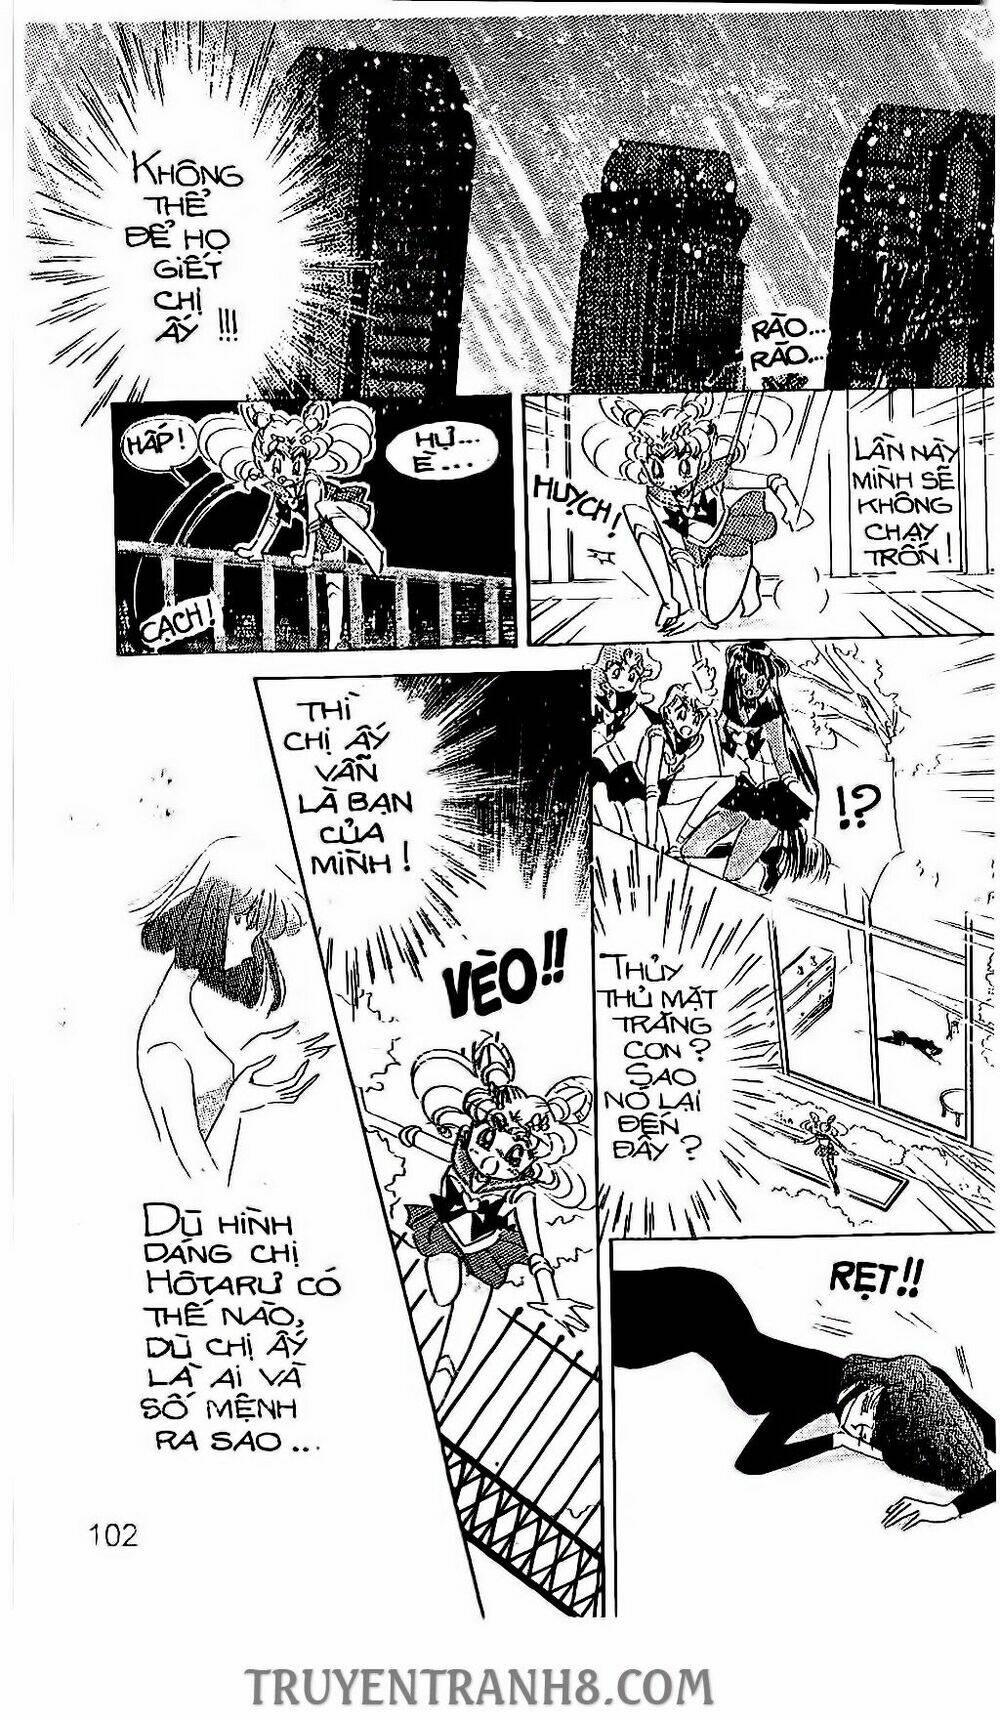 KHÔNG
THỂ
ĐỂ HỌ
GIẾT
CHỊ
ẤY !!!
RÀO...
RÀO...
HẤP!
HỰ...
È...
CẠCH!
HUỴCH!
LẦN NÀY
MÌNH SẼ
KHÔNG
CHẠY
TRỐN!
THÌ
CHỊ ẤY
VẪN
LÀ BẠN
CỦA
MÌNH!
!?
VÈO!!
THỦY
THỦ MẶT
TRĂNG
CON?
SAO
NÓ LẠI
ĐẾN
ĐÂY?
DÙ HÌNH
DÁNG CHỊ
HÔTARU CÓ
THẾ NÀO,
DÙ CHỊ ẤY
LÀ AI VÀ
SỐ MỆNH
RA SAO...
RẸT!!
102
TRUYENTRANH8.COM